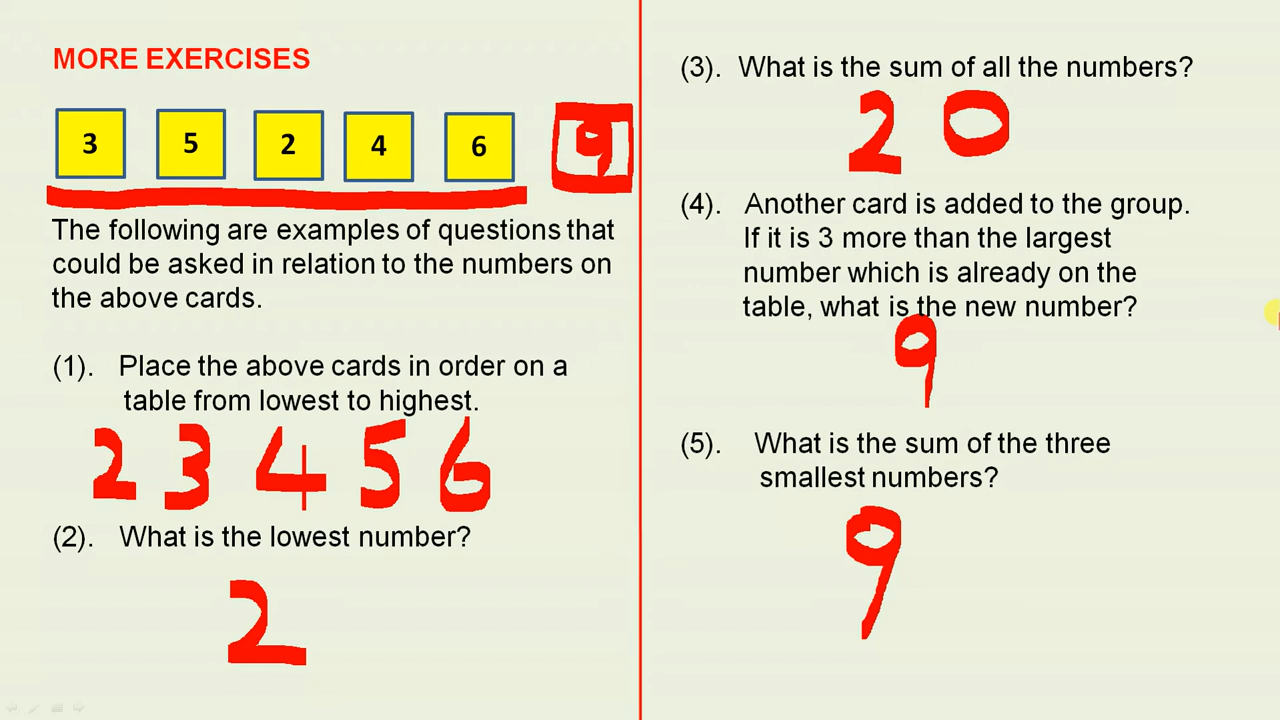 MORE EXERCISES
3 5 2 4 6 9
The following are examples of questions that
could be asked in relation to the numbers on
the above cards.
(1). Place the above cards in order on a
table from lowest to highest.
2 3 4 5 6
(2). What is the lowest number?
2
(3). What is the sum of all the numbers?
20
(4). Another card is added to the group.
If it is 3 more than the largest
number which is already on the
table, what is the new number?
9
(5). What is the sum of the three
smallest numbers?
9